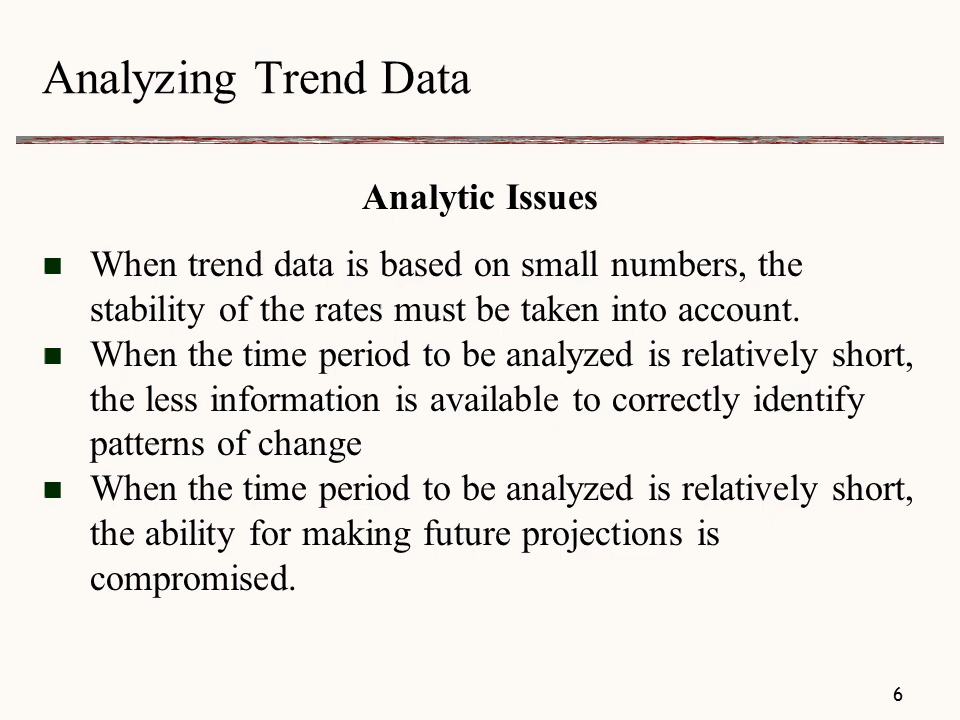 Analyzing Trend Data
Analytic Issues
When trend data is based on small numbers, the
stability of the rates must be taken into account.
When the time period to be analyzed is relatively short,
the less information is available to correctly identify
patterns of change
When the time period to be analyzed is relatively short,
the ability for making future projections is
compromised.
6